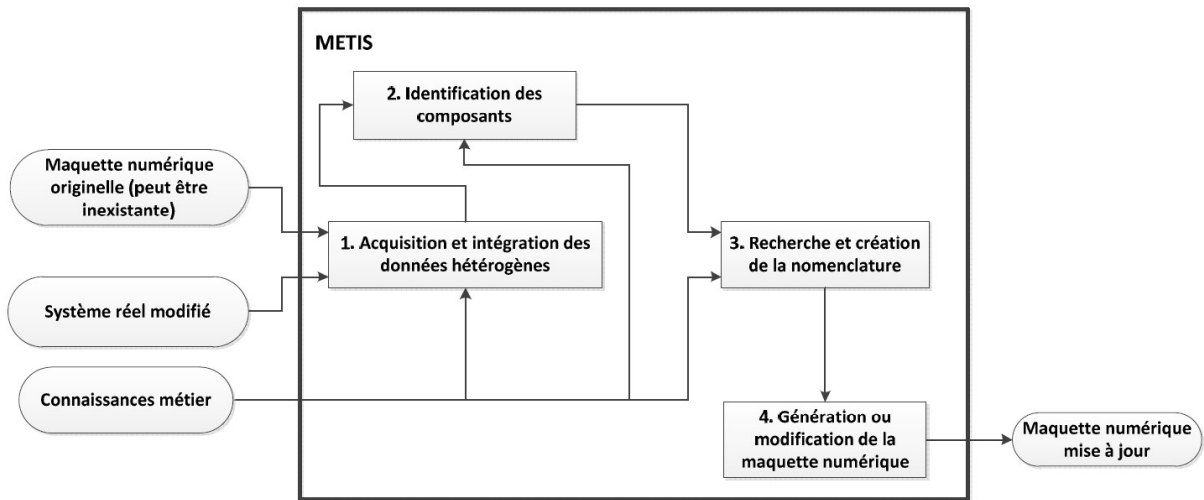 METIS
2. Identification des
composants
Maquette numérique
originelle (peut être
inexistante)
1. Acquisition et intégration des
données hétérogènes
3. Recherche et création
de la nomenclature
Système réel modifié
Connaissances métier
4. Génération ou
modification de la
maquette numérique
Maquette numérique
mise à jour